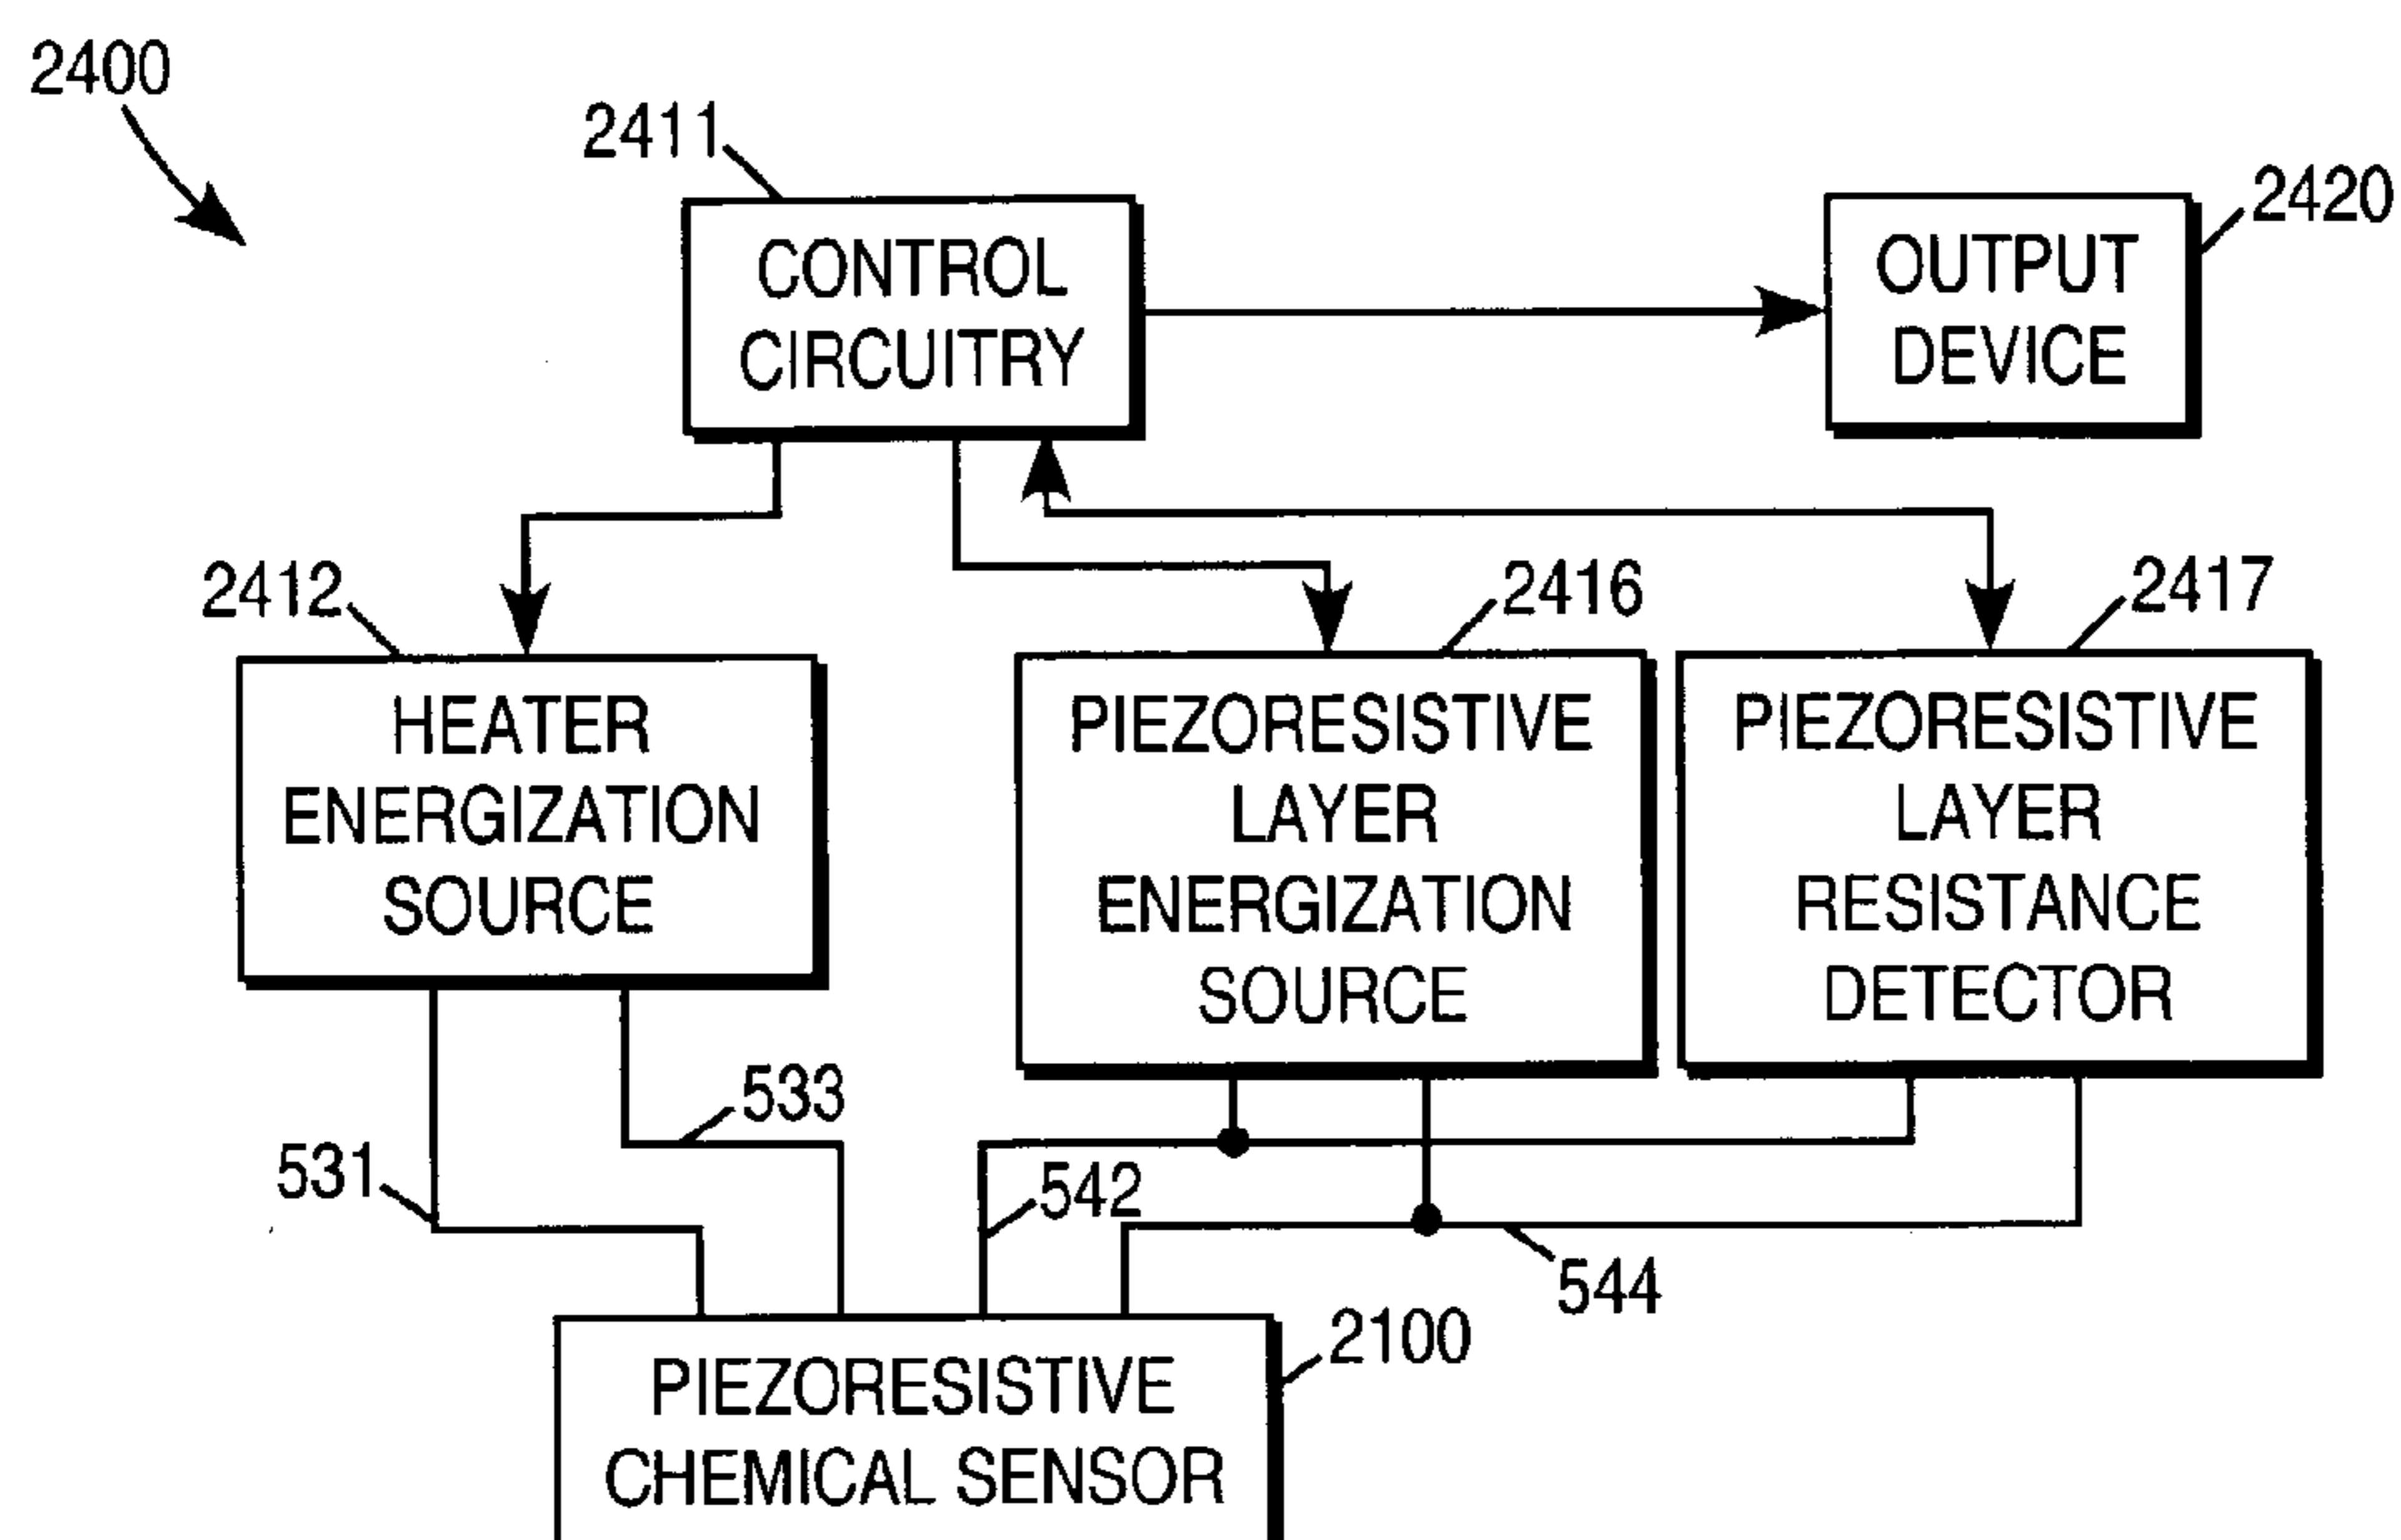 2400
2411
CONTROL
CIRCUITRY
2420
OUTPUT
DEVICE
2412
HEATER
ENERGIZATION
SOURCE
2416
PIEZORESISTIVE
LAYER
ENERGIZATION
SOURCE
2417
PIEZORESISTIVE
LAYER
RESISTANCE
DETECTOR
533
531
542
544
2100
PIEZORESISTIVE
CHEMICAL SENSOR